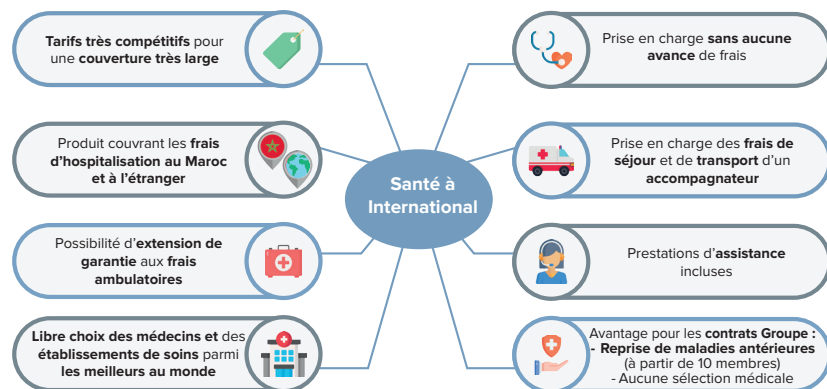 Tarifs très compétitifs pour
une couverture très large
Produit couvrant les frais
d'hospitalisation au Maroc
et à l'étranger
Possibilité d'extension de
garantie aux frais
ambulatoires
Libre choix des médecins et des
établissements de soins parmi
les meilleurs au monde
Santé à
International
Prise en charge sans aucune
avance de frais
Prise en charge des frais de
séjour et de transport d'un
accompagnateur
Prestations d'assistance
incluses
Avantage pour les contrats Groupe :
- Reprise de maladies antérieures
(à partir de 10 membres)
- Aucune sélection médicale